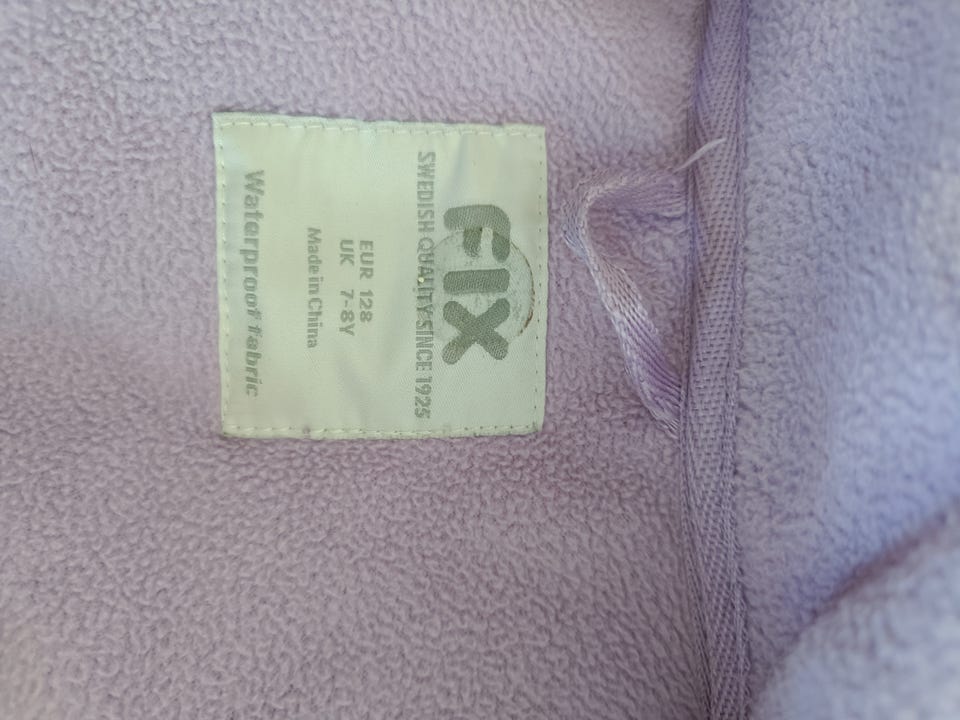 FIX
SWEDISH QUALITY SINCE 1925
EUR 128
UK 7-8Y
Made in China
Waterproof fabric